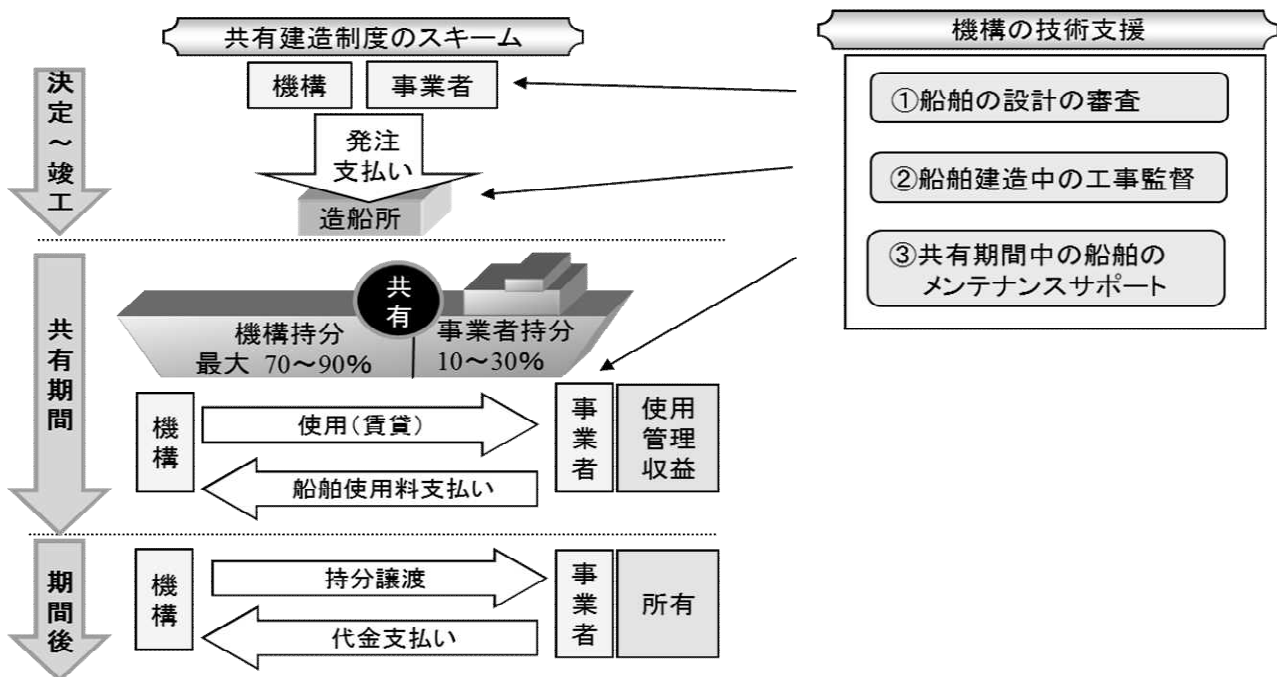 共有建造制度のスキーム
機構
事業者
発注
支払い
造船所
決定~竣工
共有
機構持分
最大 70~90%
事業者持分
10~30%
共有期間
機構
使用(賃貸)
船舶使用料支払い
事業者
使用
管理
収益
期間後
機構
持分譲渡
代金支払い
事業者
所有
機構の技術支援
①船舶の設計の審査
②船舶建造中の工事監督
③共有期間中の船舶の
メンテナンスサポート